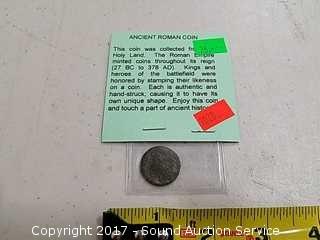 ANCIENT ROMAN COIN
This coin was collected
Holy Land. The Roman Empire
minted coins throughout its reign
(27 BC to 378 AD). Kings and
heroes of the battlefield were
honored by stamping their likeness
on a coin. Each is authentic and
hand-struck, causing it to have its
own unique shape. Enjoy this coin
and touch a part of ancient
Copyright 2017 - Sound Auction Service